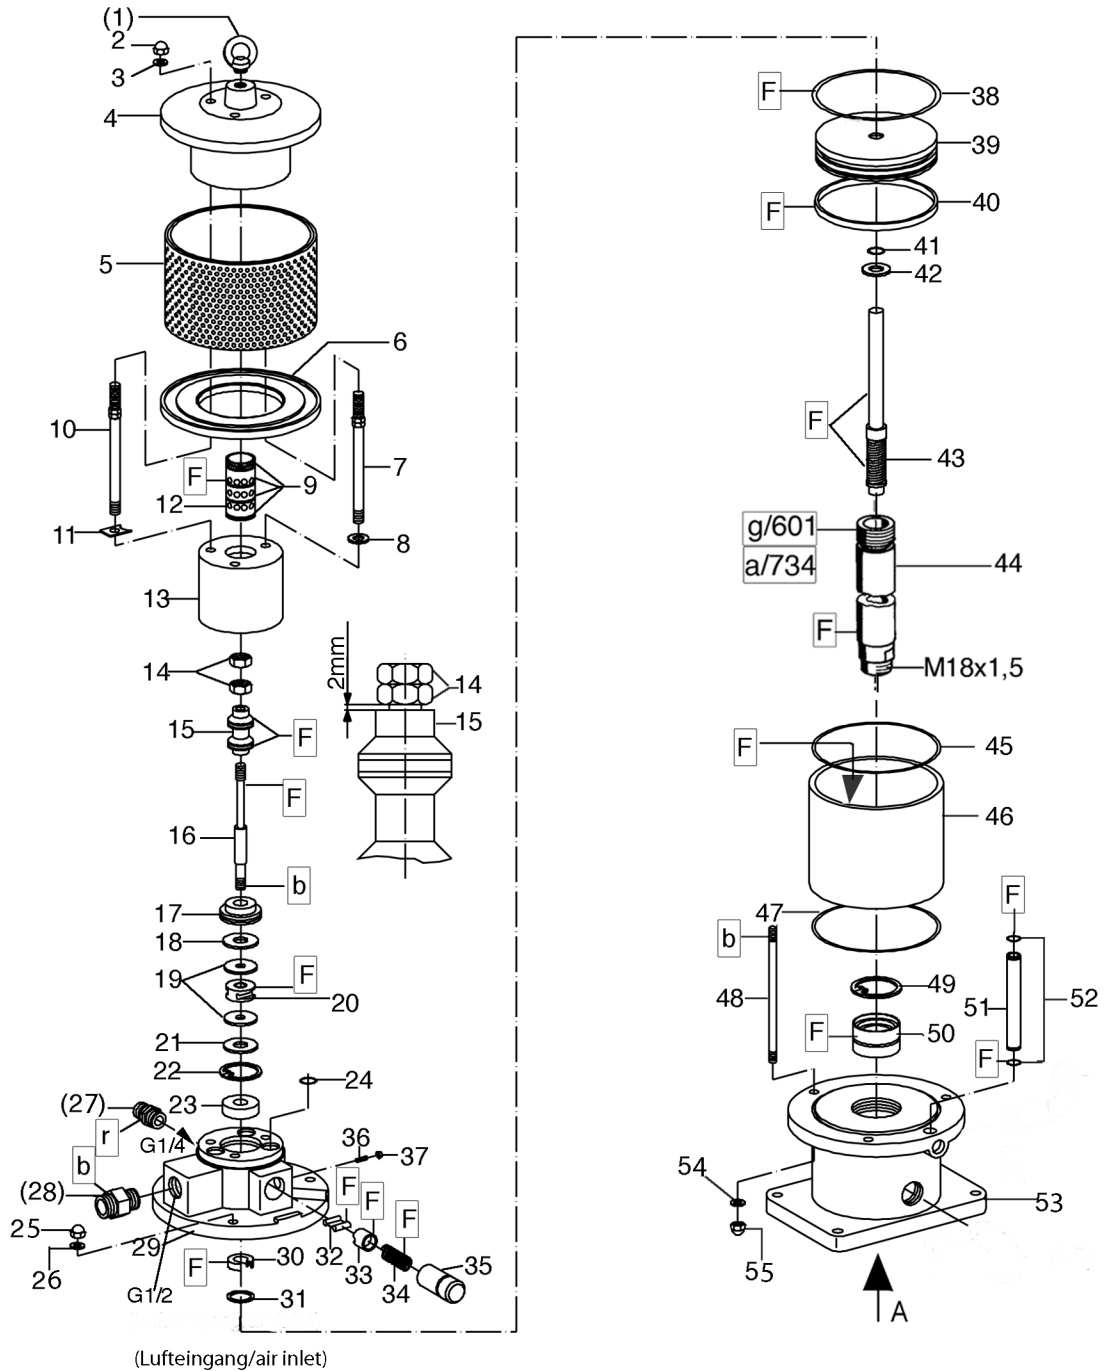 (1)
2
3
4
5
6
10
7
F
9
12
11
8
13
14
2mm
14
15
15
F
F
16
b
17
18
19
F
20
21
22
24
23
(27)
r
G1/4
36
37
b
(28)
F
F
F
25
26
29
32
33
34
35
30
F
G1/2
31
(Lufteingang/air inlet)
F
38
39
F
40
41
42
F
43
g/601
a/734
44
F
M18x1,5
F
45
46
47
F
b
48
49
51
52
F
50
F
54
53
55
A